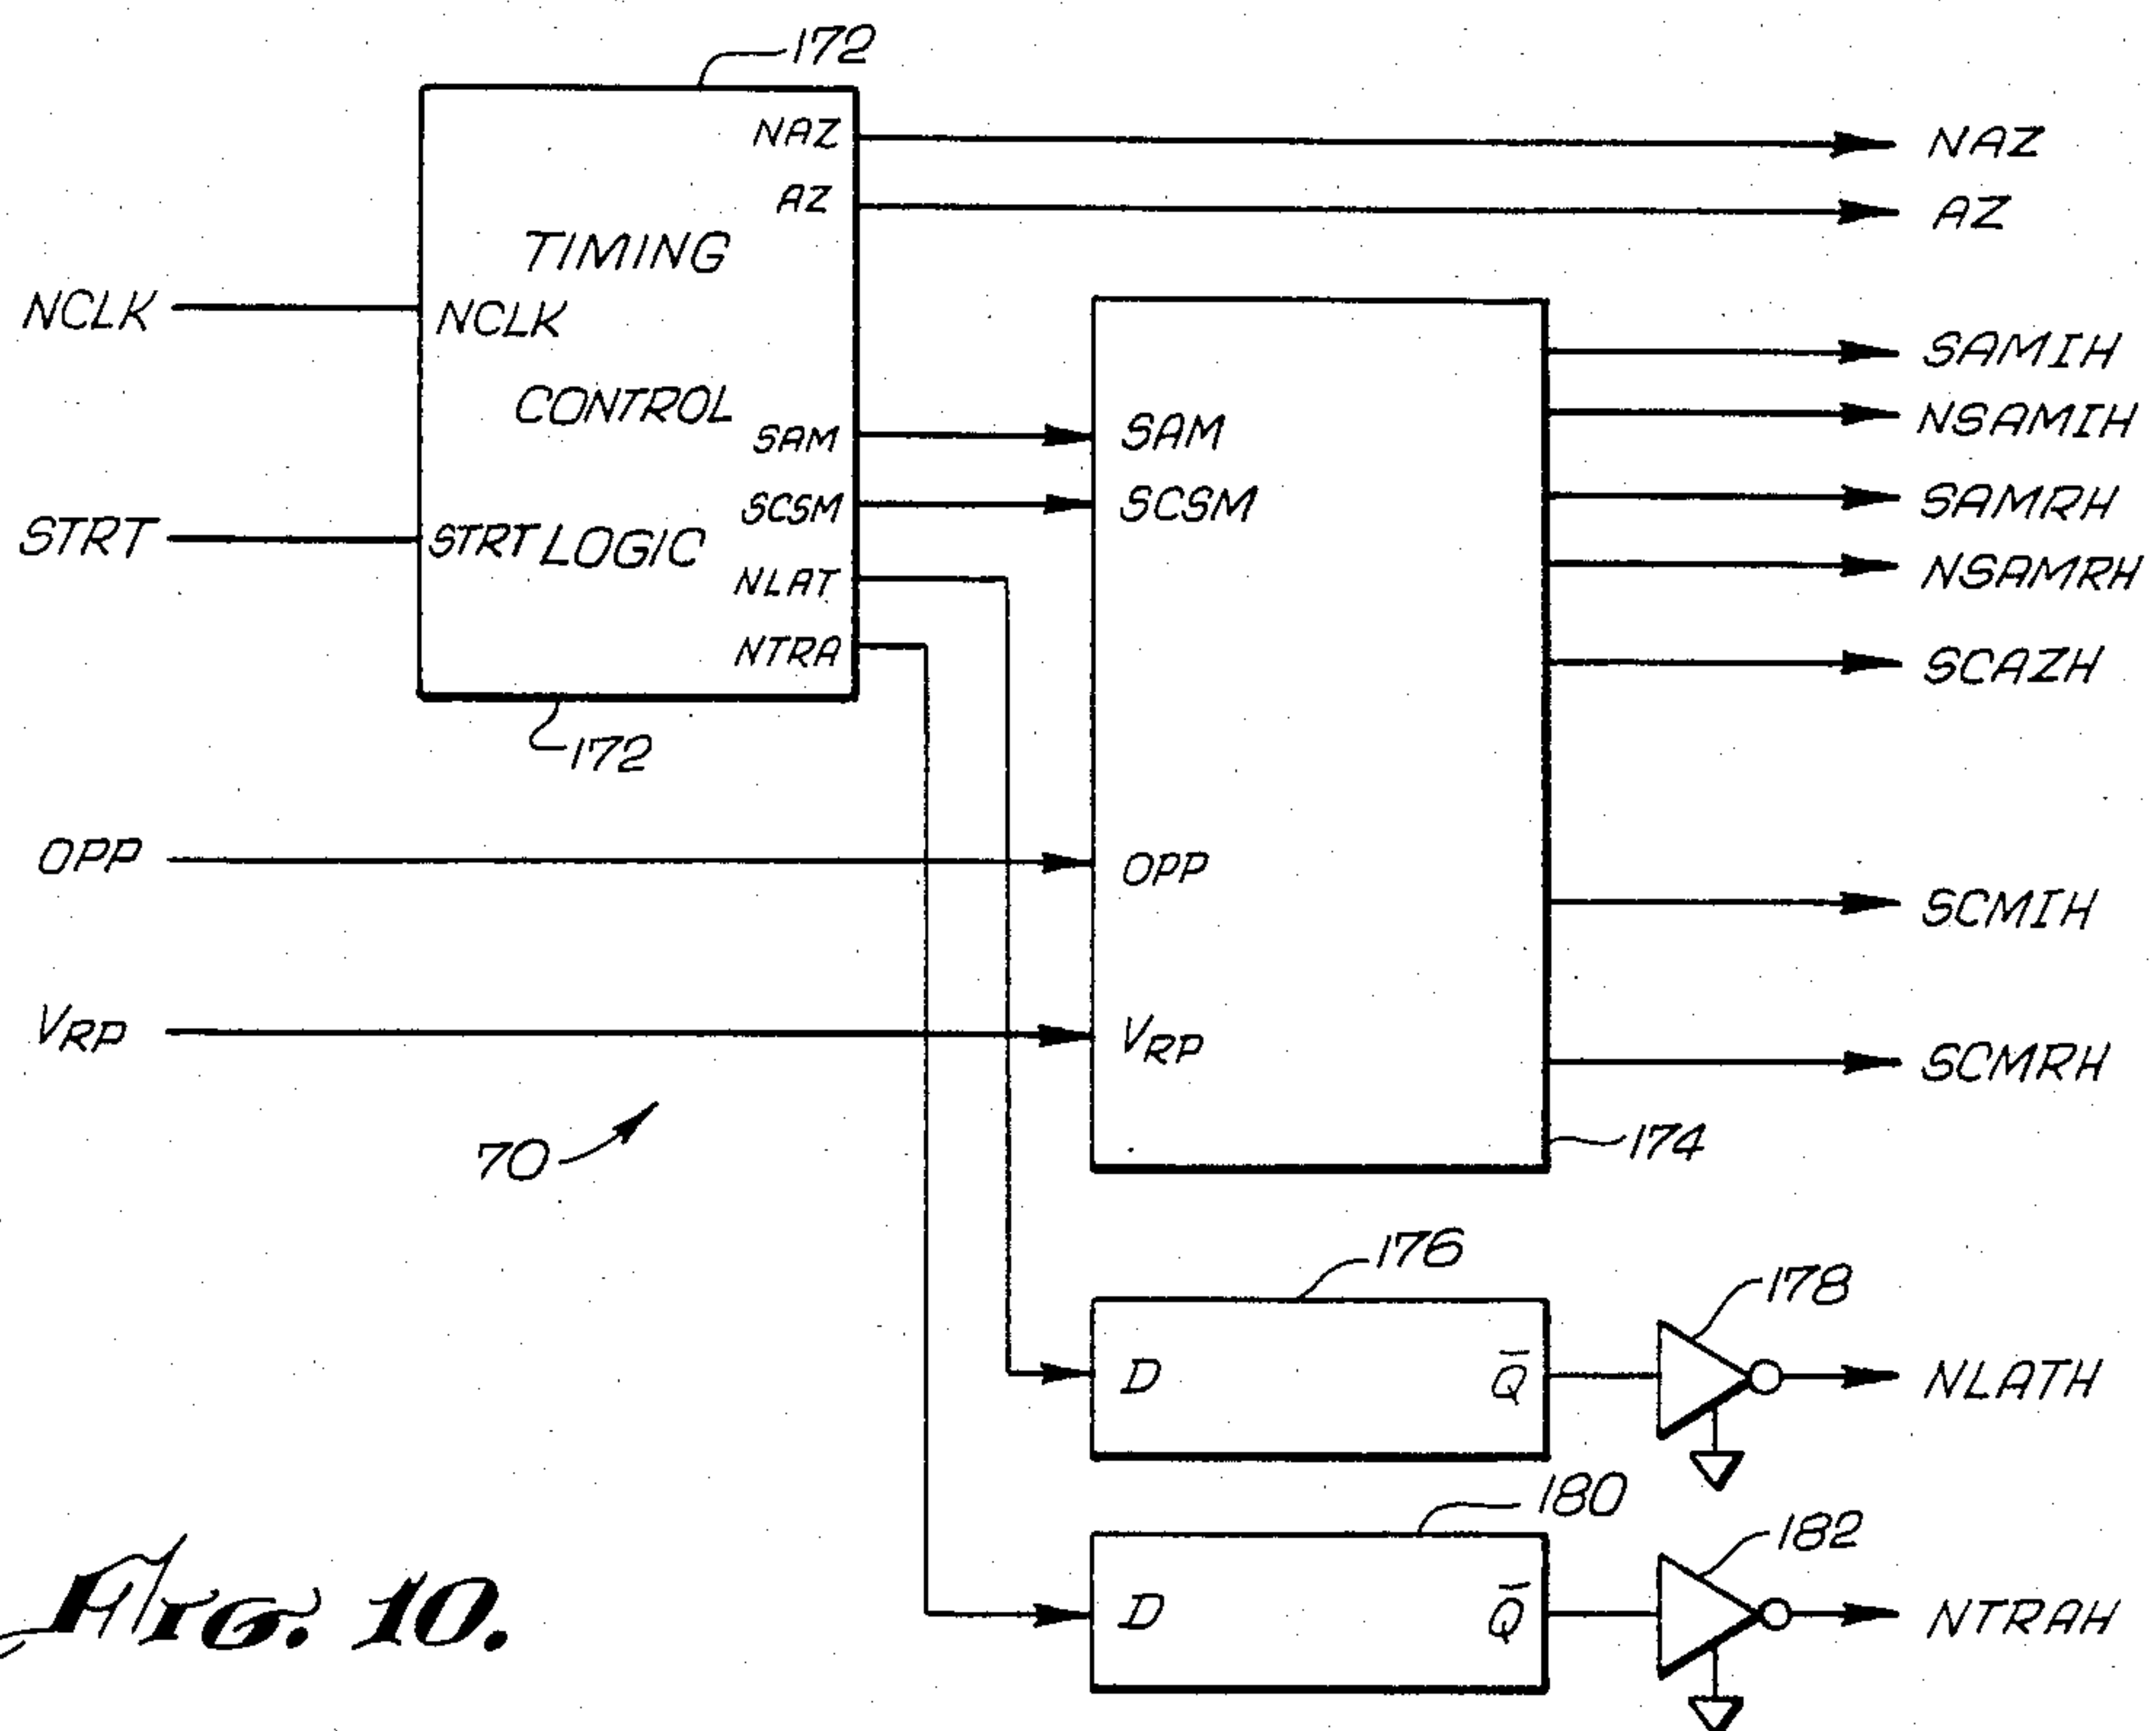 172
NAZ
NAZ
AZ
AZ
TIMING
NCLK
NCLK
CONTROL
SAM
SCSM
STRT
STRT LOGIC
NLAT
NTRA
172
SAM
SCSM
OPP
OPP
VRP
VRP
SAMIH
NSAMIH
SAMRH
NSAMRH
SCAZH
SCMIH
SCMRH
174
70
176
178
D
Q̅
NLATH
180
182
D
Q̅
NTRAH
FIG. 10.